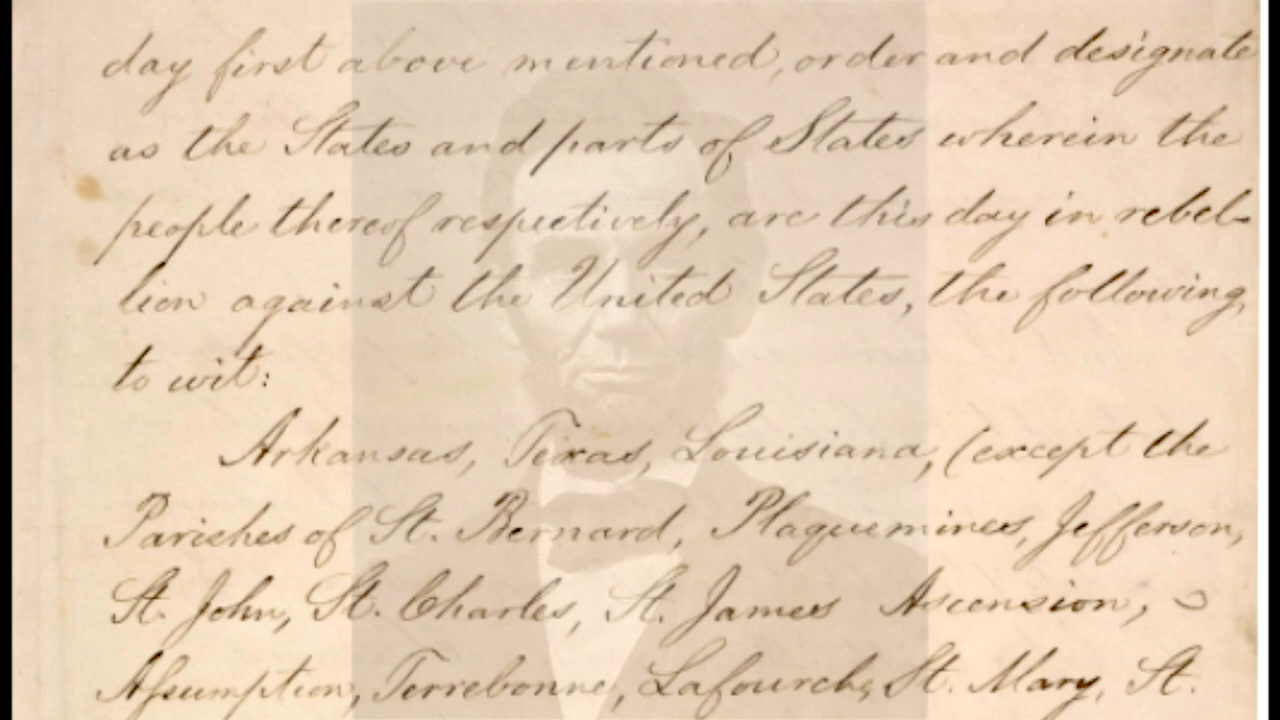 day first above mentioned, order and designate
as the States and parts of States wherein the
people thereof respectively, are this day in rebel-
lion against the United States, the following,
to wit:
Arkansas, Texas, Louisiana, (except the
Parishes of St. Bernard, Plaquemines, Jefferson,
St. John, St. Charles, St. James Ascension,
Assumption, Terrebonne, Lafourche, St. Mary, St.